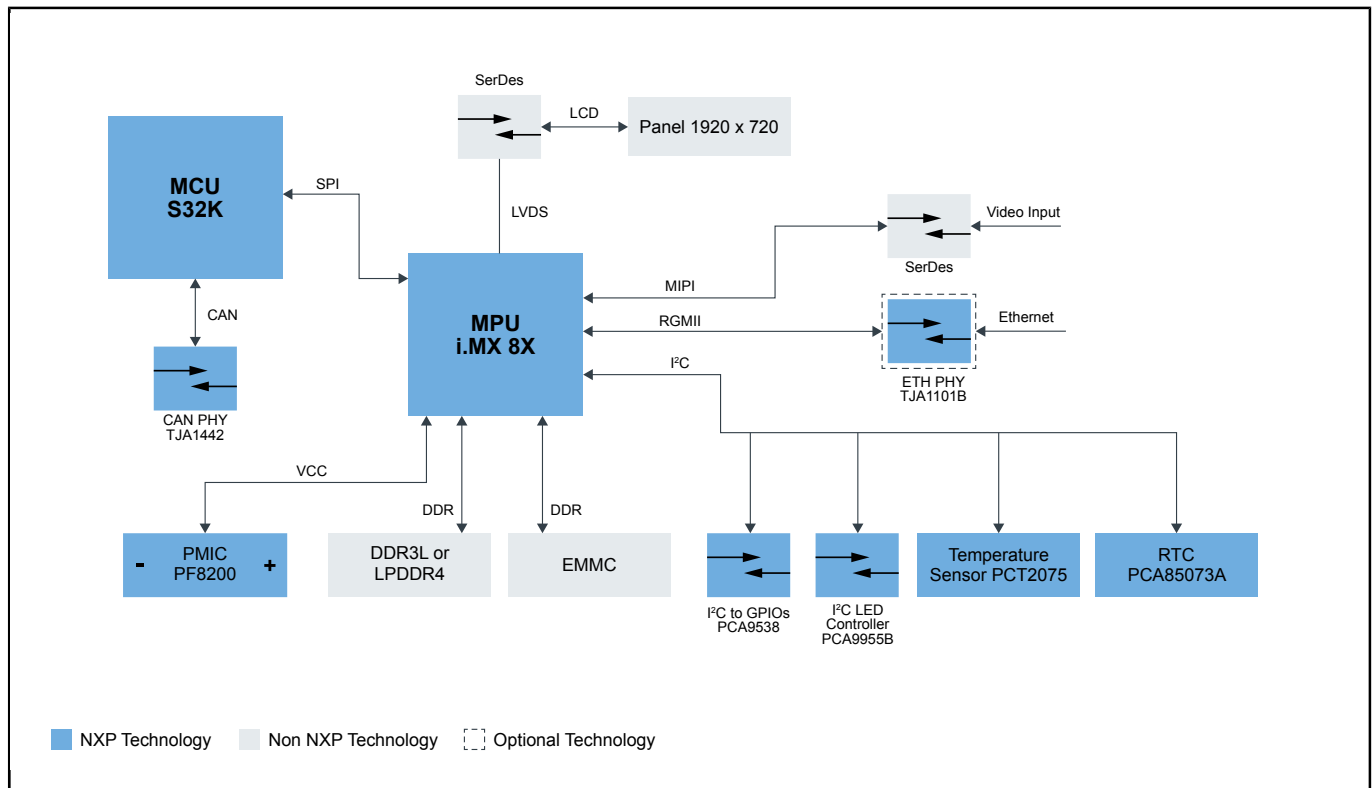 SerDes
LCD
Panel 1920 x 720
MCU
S32K
SPI
LVDS
Video Input
SerDes
MIPI
CAN
MPU
i.MX 8X
RGMII
Ethernet
I²C
ETH PHY
TJA1101B
CAN PHY
TJA1442
VCC
DDR
DDR
- PMIC +
PF8200
DDR3L or
LPDDR4
EMMC
I²C to GPIOs
PCA9538
I²C LED
Controller
PCA9955B
Temperature
Sensor PCT2075
RTC
PCA85073A
NXP Technology
Non NXP Technology
Optional Technology